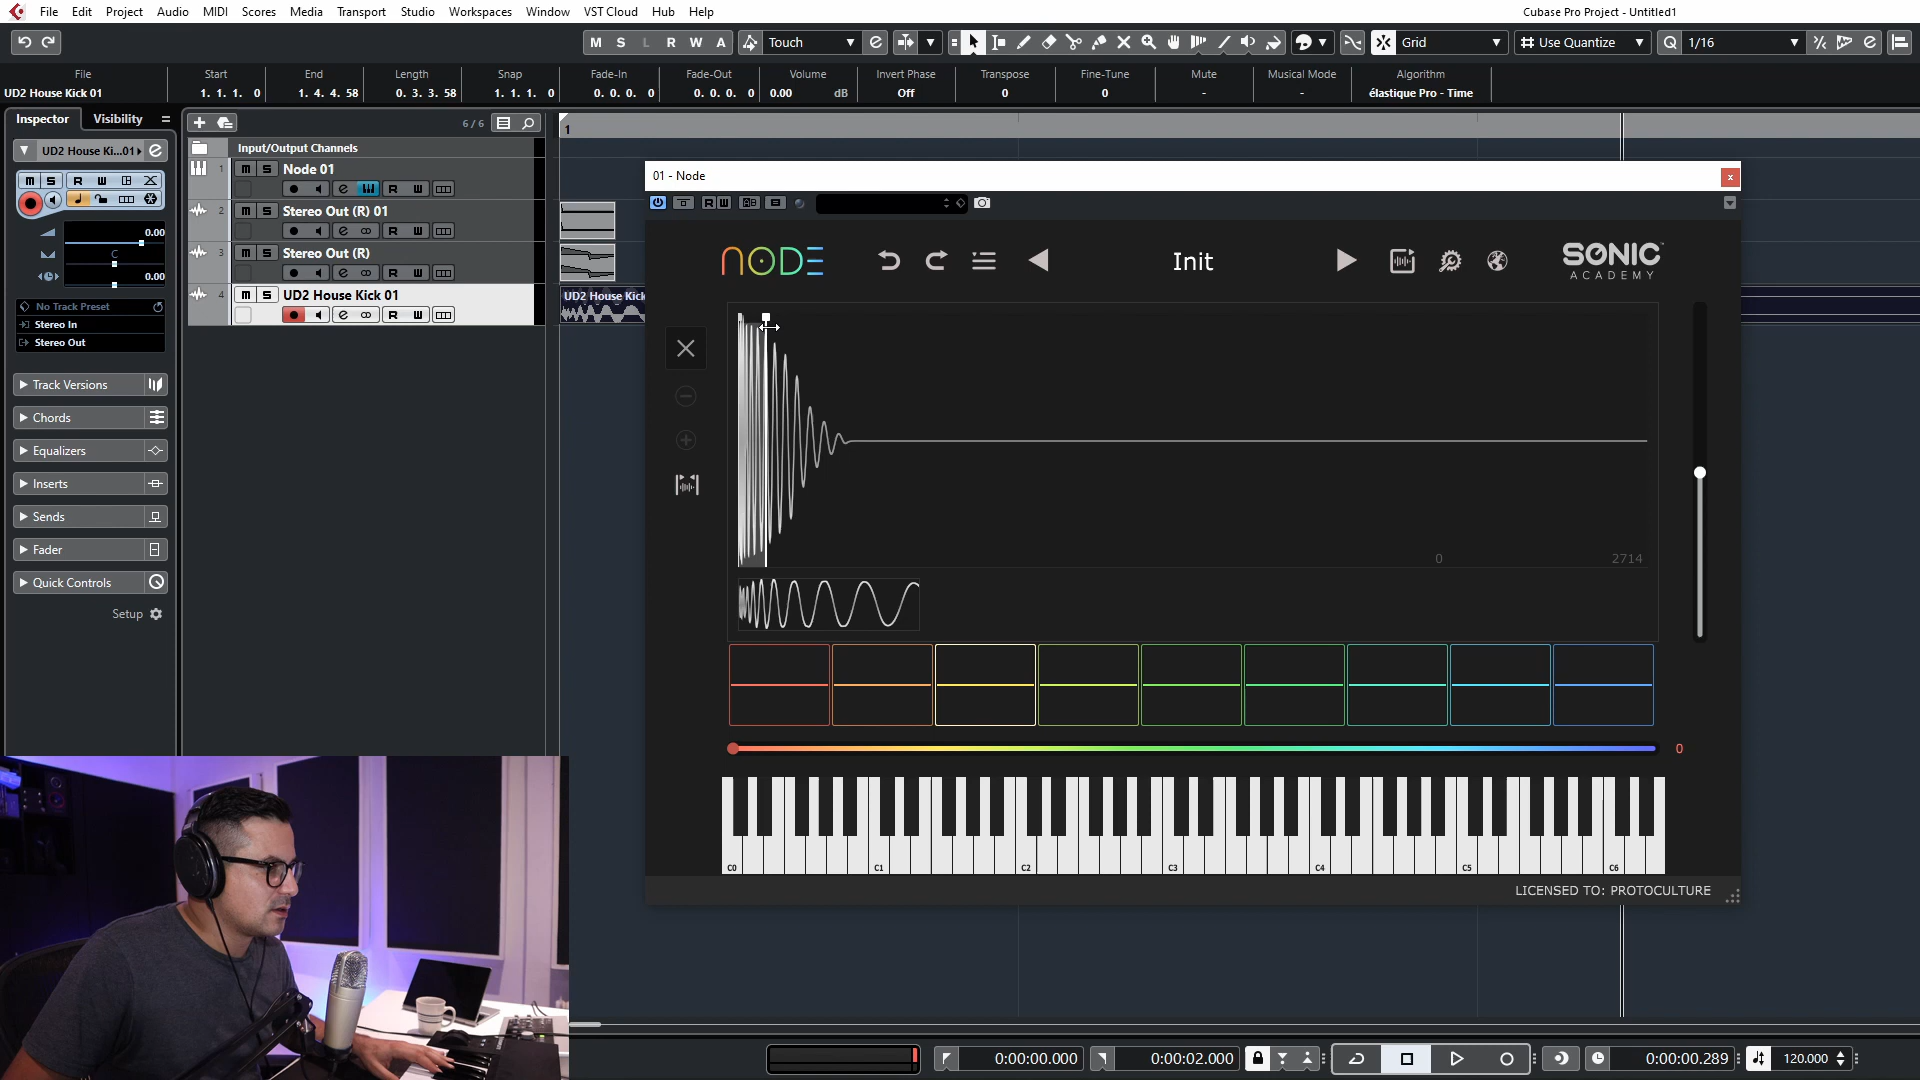 File Edit Project Audio MIDI Scores Media Transport Studio Workspaces Window VST Cloud Hub Help
Cubase Pro Project - Untitled1
M S L R W A Touch Grid Use Quantize Q 1/16
File Start End Length Snap Fade-In Fade-Out Volume Invert Phase Transpose Fine-Tune Mute Musical Mode Algorithm
UD2 House Kick 01 1. 1. 1. 0 1. 4. 4. 58 0. 3. 3. 58 1. 1. 1. 0 0. 0. 0. 0 0. 0. 0. 0 0.00 dB Off 0 0 - - élastique Pro - Time
Inspector Visibility
6 / 6
1
UD2 House Ki...01
M S R W
0.00
C
0.00
No Track Preset
Stereo In
Stereo Out
Track Versions
Chords
Equalizers
Inserts
Sends
Fader
Quick Controls
Setup
Input/Output Channels
1 M S Node 01
R W
2 M S Stereo Out (R) 01
R W
3 M S Stereo Out (R)
R W
4 M S UD2 House Kick 01
R W
UD2 House Kick
01 - Node
R W
NODE
Init
SONIC
ACADEMY
0 2714
0
C0 C1 C2 C3 C4 C5 C6
LICENSED TO: PROTOCULTURE
0:00:00.000 0:00:02.000 0:00:00.289 120.000